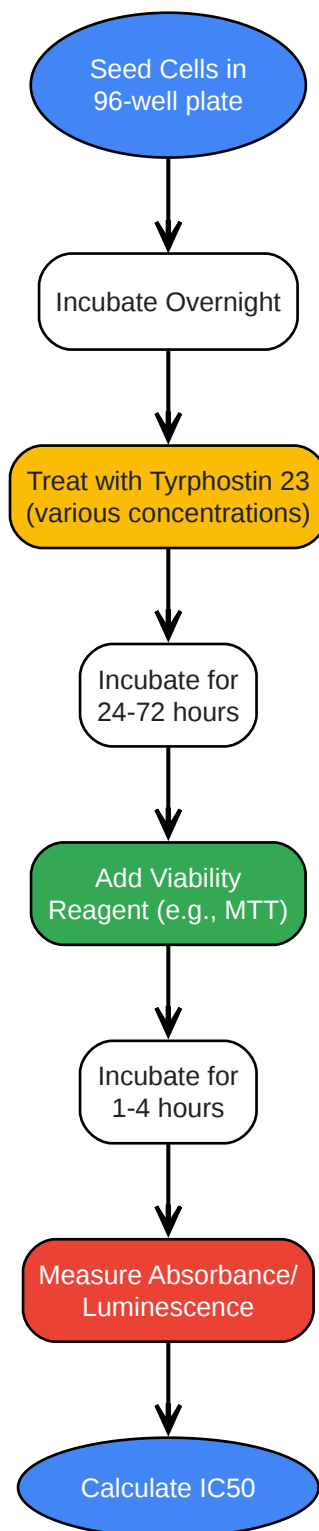 Seed Cells in
96-well plate
Incubate Overnight
Treat with Tyrphostin 23
(various concentrations)
Incubate for
24-72 hours
Add Viability
Reagent (e.g., MTT)
Incubate for
1-4 hours
Measure Absorbance/
Luminescence
Calculate IC50